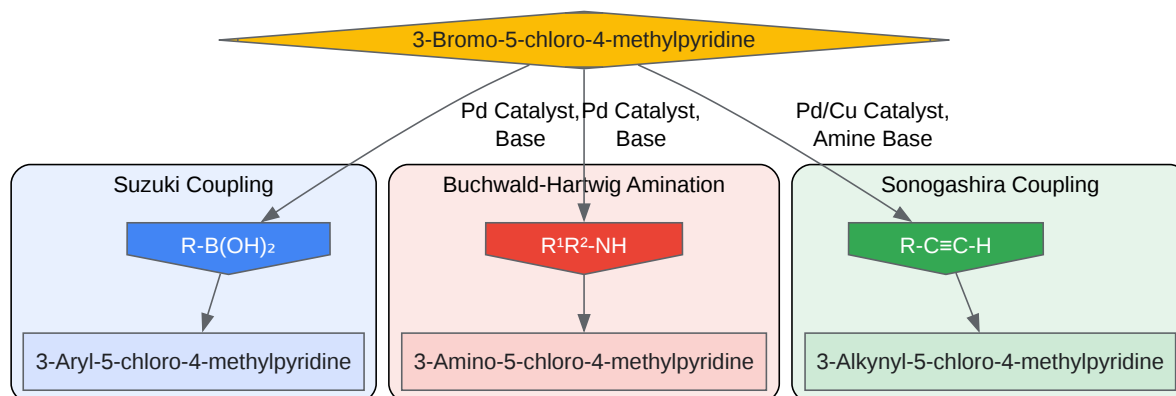 3-Bromo-5-chloro-4-methylpyridine
Pd Catalyst,
Base
Pd Catalyst,
Base
Pd/Cu Catalyst,
Amine Base
Suzuki Coupling
R-B(OH)₂
3-Aryl-5-chloro-4-methylpyridine
Buchwald-Hartwig Amination
R¹R²-NH
3-Amino-5-chloro-4-methylpyridine
Sonogashira Coupling
R-C≡C-H
3-Alkynyl-5-chloro-4-methylpyridine